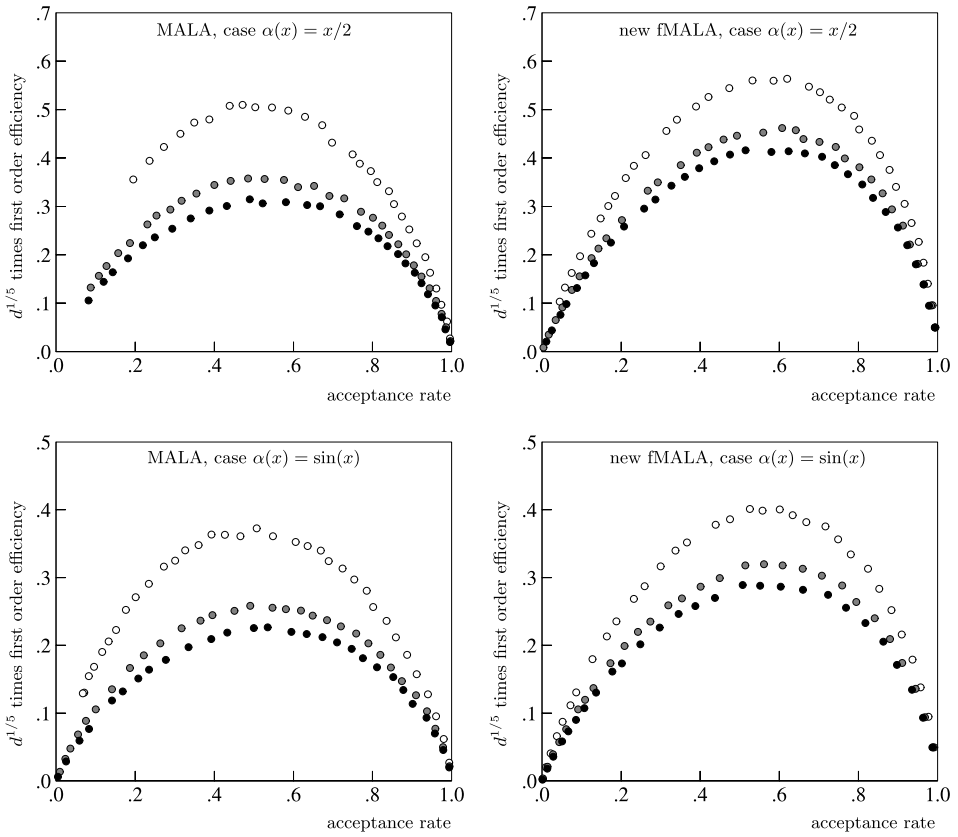 MALA, case α(x) = x/2
d^{1/5} times first order efficiency
.7
.6
.5
.4
.3
.2
.1
.0
.0 .2 .4 .6 .8 1.0
acceptance rate
new fMALA, case α(x) = x/2
d^{1/5} times first order efficiency
.7
.6
.5
.4
.3
.2
.1
.0
.0 .2 .4 .6 .8 1.0
acceptance rate
MALA, case α(x) = sin(x)
d^{1/5} times first order efficiency
.5
.4
.3
.2
.1
.0
.0 .2 .4 .6 .8 1.0
acceptance rate
new fMALA, case α(x) = sin(x)
d^{1/5} times first order efficiency
.5
.4
.3
.2
.1
.0
.0 .2 .4 .6 .8 1.0
acceptance rate